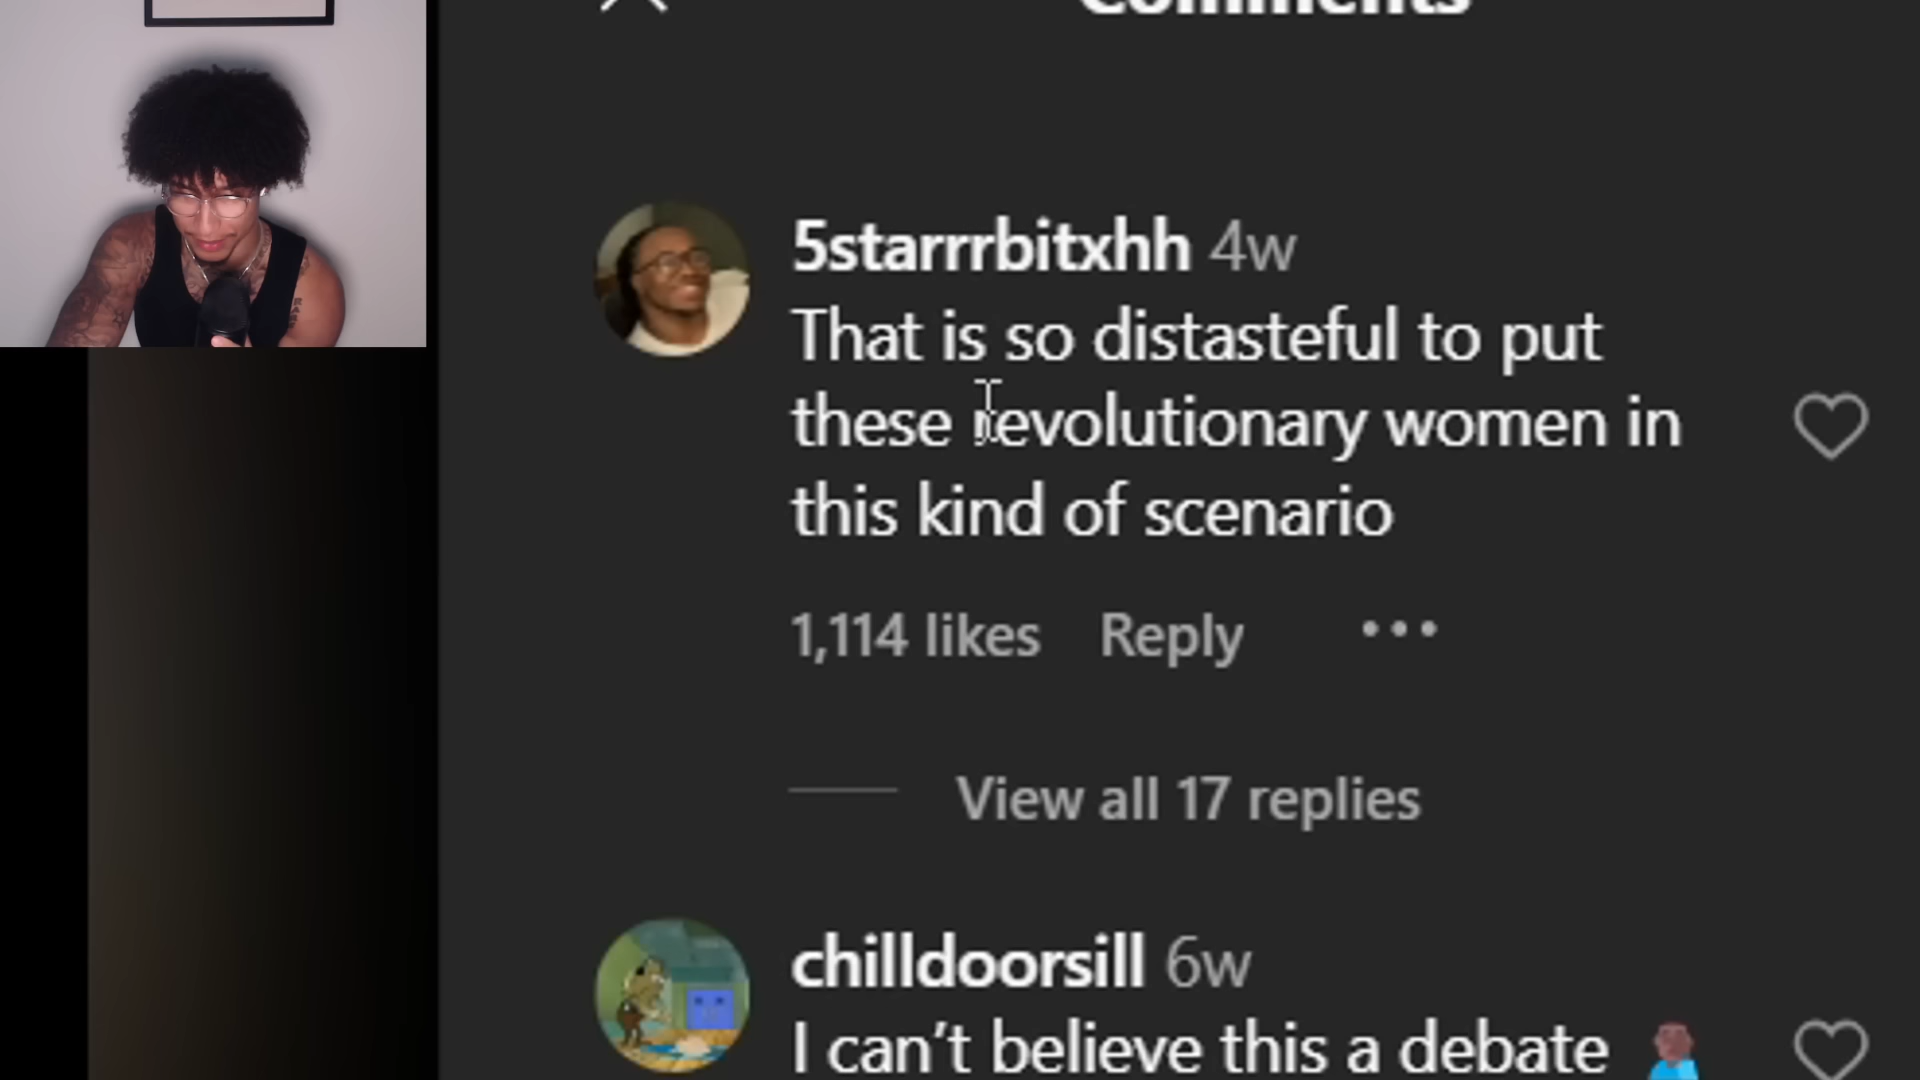 Comments
5starrrbitxhh 4w
That is so distasteful to put
these revolutionary women in
this kind of scenario
1,114 likes Reply
View all 17 replies
chilldoorsill 6w
I can't believe this a debate